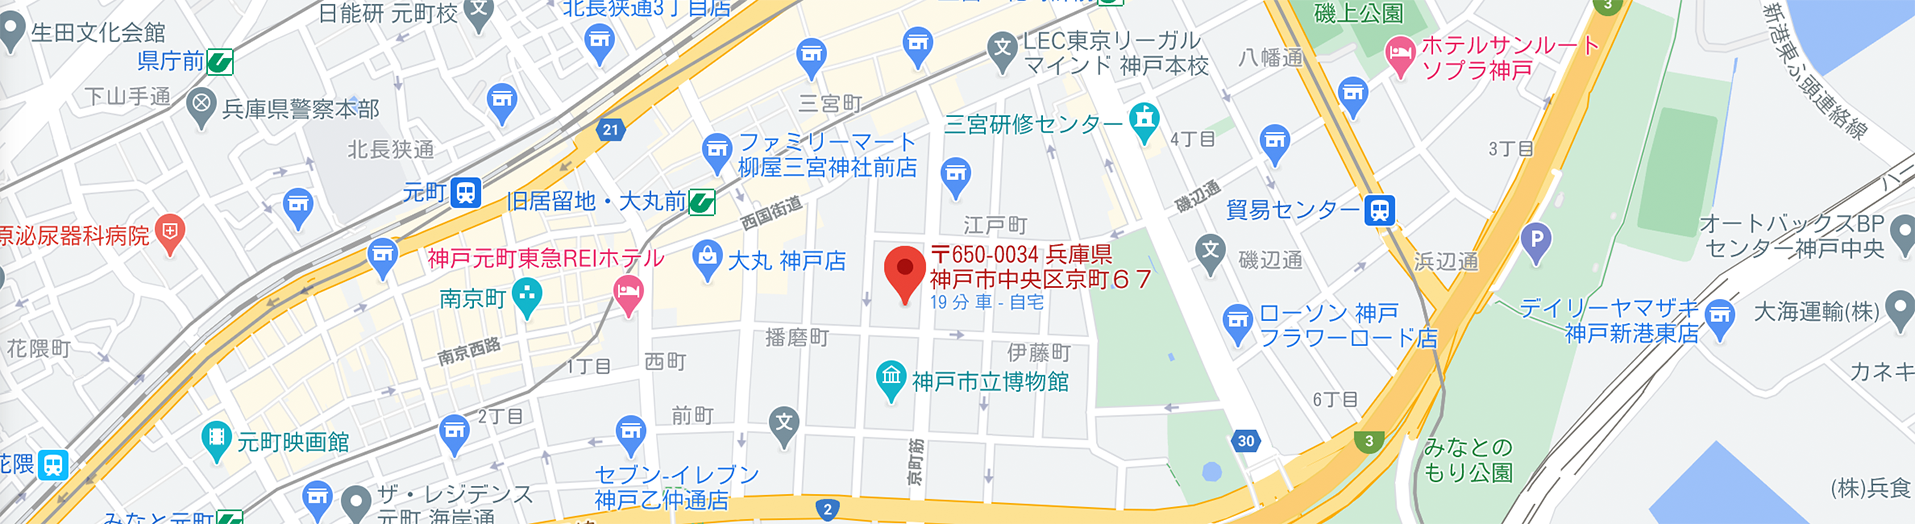 日能研 元町校
北長狭通3丁目店
磯上公園
3
生田文化会館
県庁前
下山手通
兵庫県警察本部
北長狭通
21
三宮町
LEC東京リーガル
マインド 神戸本校
八幡通
ホテルサンルート
ソプラ神戸
新港東ふ頭連絡線
三宮研修センター
4丁目
3丁目
ファミリーマート
柳屋三宮神社前店
元町
旧居留地・大丸前
西国街道
磯辺通
貿易センター
江戸町
原泌尿器科病院
神戸元町東急REIホテル
大丸 神戸店
〒650-0034 兵庫県
神戸市中央区京町６７
19 分 車 - 自宅
磯辺通
浜辺通
P
オートバックスBP
センター神戸中央
南京町
ローソン 神戸
フラワーロード店
デイリーヤマザキ
神戸新港東店
大海運輸(株)
花隈町
南京西路
1丁目
西町
播磨町
伊藤町
神戸市立博物館
カネキ
2丁目
前町
6丁目
元町映画館
文
30
3
みなとの
もり公園
花隈
セブン-イレブン
神戸乙仲通店
京町筋
ザ・レジデンス
元町 海岸通
(株)兵食
みなと元町
2